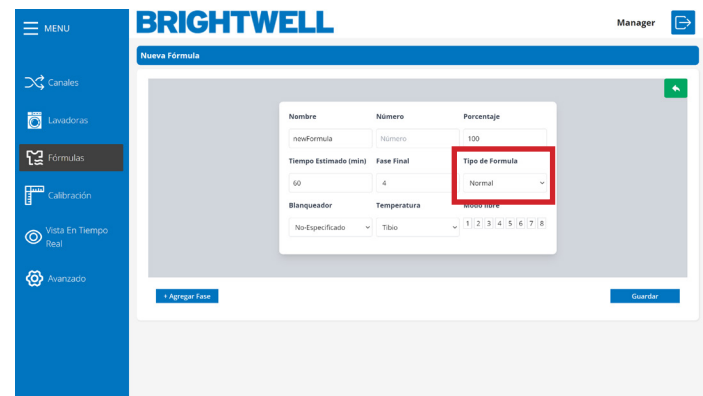 MENU
BRIGHTWELL
Manager
Nueva Fórmula
Canales
Lavadoras
Fórmulas
Calibración
Vista En Tiempo
Real
Avanzado
Nombre Número Porcentaje
newFormula Número 100
Tiempo Estimado (min) Fase Final Tipo de Formula
60 4 Normal
Blanqueador Temperatura Modo libre
No-Especificado Tibio 1 2 3 4 5 6 7 8
+ Agregar Fase Guardar